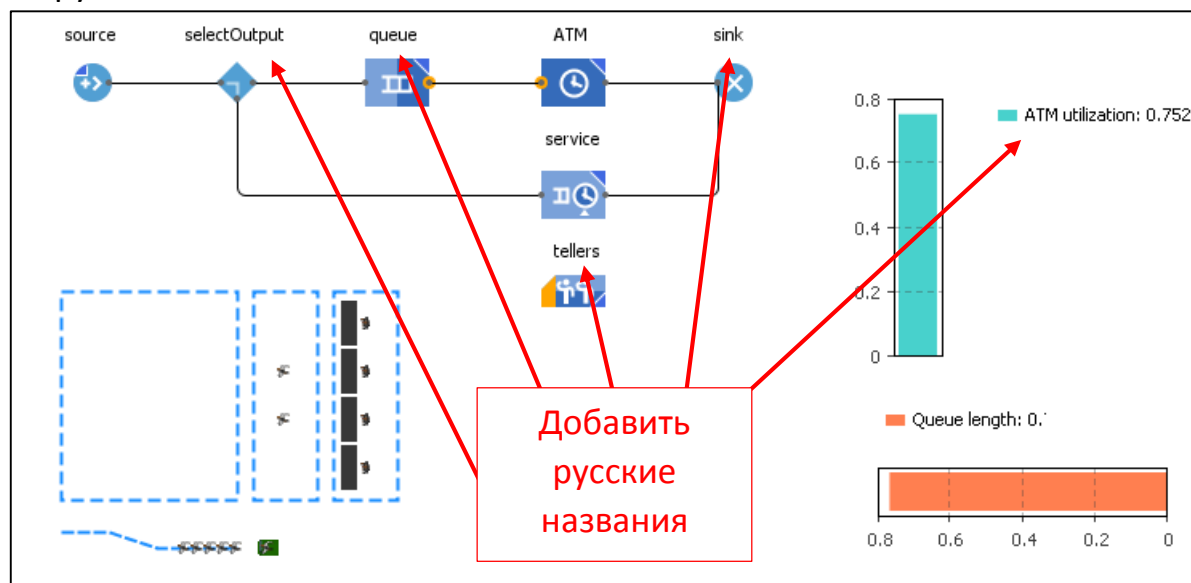 source selectOutput queue ATM sink
service
tellers
0.8
0.6
0.4
0.2
0
ATM utilization: 0.752
Добавить
русские
названия
Queue length: 0.
0.8 0.6 0.4 0.2 0